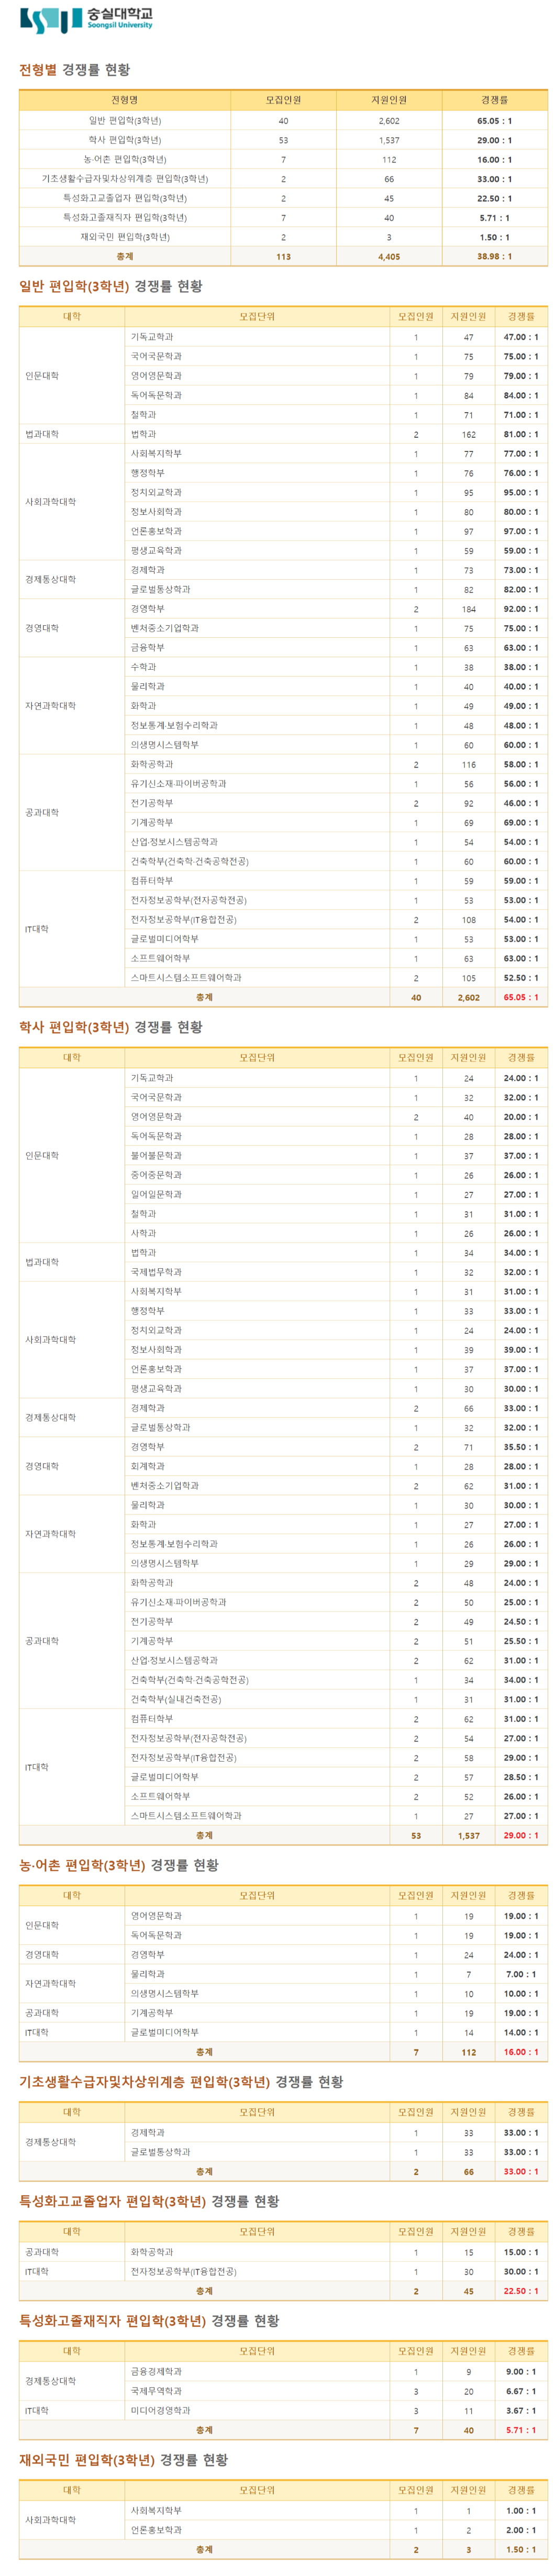 숭실대학교
Soongsil University
전형별 경쟁률 현황
전형명 모집인원 지원인원 경쟁률
일반 편입학(3학년) 40 2,602 65.05 : 1
학사 편입학(3학년) 53 1,537 29.00 : 1
농·어촌 편입학(3학년) 7 112 16.00 : 1
기초생활수급자및차상위계층 편입학(3학년) 2 66 33.00 : 1
특성화고교졸업자 편입학(3학년) 2 45 22.50 : 1
특성화고졸재직자 편입학(3학년) 7 40 5.71 : 1
재외국민 편입학(3학년) 2 3 1.50 : 1
총계 113 4,405 38.98 : 1
일반 편입학(3학년) 경쟁률 현황
대학 모집단위 모집인원 지원인원 경쟁률
인문대학 기독교학과 1 47 47.00 : 1
국어국문학과 1 75 75.00 : 1
영어영문학과 1 79 79.00 : 1
독어독문학과 1 84 84.00 : 1
철학과 1 71 71.00 : 1
법과대학 법학과 2 162 81.00 : 1
사회과학대학 사회복지학부 1 77 77.00 : 1
행정학부 1 76 76.00 : 1
정치외교학과 1 95 95.00 : 1
정보사회학과 1 80 80.00 : 1
언론홍보학과 1 97 97.00 : 1
평생교육학과 1 59 59.00 : 1
경제통상대학 경제학과 1 73 73.00 : 1
글로벌통상학과 1 82 82.00 : 1
경영대학 경영학부 2 184 92.00 : 1
벤처중소기업학과 1 75 75.00 : 1
금융학부 1 63 63.00 : 1
자연과학대학 수학과 1 38 38.00 : 1
물리학과 1 40 40.00 : 1
화학과 1 49 49.00 : 1
정보통계·보험수리학과 1 48 48.00 : 1
의생명시스템학부 1 60 60.00 : 1
공과대학 화학공학과 2 116 58.00 : 1
유기신소재·파이버공학과 1 56 56.00 : 1
전기공학부 2 92 46.00 : 1
기계공학부 1 69 69.00 : 1
산업·정보시스템공학과 1 54 54.00 : 1
건축학부(건축학·건축공학전공) 1 60 60.00 : 1
IT대학 컴퓨터학부 1 59 59.00 : 1
전자정보공학부(전자공학전공) 1 53 53.00 : 1
전자정보공학부(IT융합전공) 2 108 54.00 : 1
글로벌미디어학부 1 53 53.00 : 1
소프트웨어학부 1 63 63.00 : 1
스마트시스템소프트웨어학과 2 105 52.50 : 1
총계 40 2,602 65.05 : 1
학사 편입학(3학년) 경쟁률 현황
대학 모집단위 모집인원 지원인원 경쟁률
인문대학 기독교학과 1 24 24.00 : 1
국어국문학과 1 32 32.00 : 1
영어영문학과 2 40 20.00 : 1
독어독문학과 1 28 28.00 : 1
불어불문학과 1 37 37.00 : 1
중어중문학과 1 26 26.00 : 1
일어일문학과 1 27 27.00 : 1
철학과 1 31 31.00 : 1
사학과 1 26 26.00 : 1
법과대학 법학과 1 34 34.00 : 1
국제법무학과 1 32 32.00 : 1
사회과학대학 사회복지학부 1 31 31.00 : 1
행정학부 1 33 33.00 : 1
정치외교학과 1 24 24.00 : 1
정보사회학과 1 39 39.00 : 1
언론홍보학과 1 37 37.00 : 1
평생교육학과 1 30 30.00 : 1
경제통상대학 경제학과 2 66 33.00 : 1
글로벌통상학과 1 32 32.00 : 1
경영대학 경영학부 2 71 35.50 : 1
회계학과 1 28 28.00 : 1
벤처중소기업학과 2 62 31.00 : 1
자연과학대학 물리학과 1 30 30.00 : 1
화학과 1 27 27.00 : 1
정보통계·보험수리학과 1 26 26.00 : 1
의생명시스템학부 1 29 29.00 : 1
공과대학 화학공학과 2 48 24.00 : 1
유기신소재·파이버공학과 2 50 25.00 : 1
전기공학부 2 49 24.50 : 1
기계공학부 2 51 25.50 : 1
산업·정보시스템공학과 2 62 31.00 : 1
건축학부(건축학·건축공학전공) 1 34 34.00 : 1
건축학부(실내건축전공) 1 31 31.00 : 1
IT대학 컴퓨터학부 2 62 31.00 : 1
전자정보공학부(전자공학전공) 2 54 27.00 : 1
전자정보공학부(IT융합전공) 2 58 29.00 : 1
글로벌미디어학부 2 57 28.50 : 1
소프트웨어학부 2 52 26.00 : 1
스마트시스템소프트웨어학과 1 27 27.00 : 1
총계 53 1,537 29.00 : 1
농·어촌 편입학(3학년) 경쟁률 현황
대학 모집단위 모집인원 지원인원 경쟁률
인문대학 영어영문학과 1 19 19.00 : 1
독어독문학과 1 19 19.00 : 1
경영대학 경영학부 1 24 24.00 : 1
자연과학대학 물리학과 1 7 7.00 : 1
의생명시스템학부 1 10 10.00 : 1
공과대학 기계공학부 1 19 19.00 : 1
IT대학 글로벌미디어학부 1 14 14.00 : 1
총계 7 112 16.00 : 1
기초생활수급자및차상위계층 편입학(3학년) 경쟁률 현황
대학 모집단위 모집인원 지원인원 경쟁률
경제통상대학 경제학과 1 33 33.00 : 1
글로벌통상학과 1 33 33.00 : 1
총계 2 66 33.00 : 1
특성화고교졸업자 편입학(3학년) 경쟁률 현황
대학 모집단위 모집인원 지원인원 경쟁률
공과대학 화학공학과 1 15 15.00 : 1
IT대학 전자정보공학부(IT융합전공) 1 30 30.00 : 1
총계 2 45 22.50 : 1
특성화고졸재직자 편입학(3학년) 경쟁률 현황
대학 모집단위 모집인원 지원인원 경쟁률
경제통상대학 금융경제학과 1 9 9.00 : 1
국제무역학과 3 20 6.67 : 1
IT대학 미디어경영학과 3 11 3.67 : 1
총계 7 40 5.71 : 1
재외국민 편입학(3학년) 경쟁률 현황
대학 모집단위 모집인원 지원인원 경쟁률
사회과학대학 사회복지학부 1 1 1.00 : 1
언론홍보학과 1 2 2.00 : 1
총계 2 3 1.50 : 1